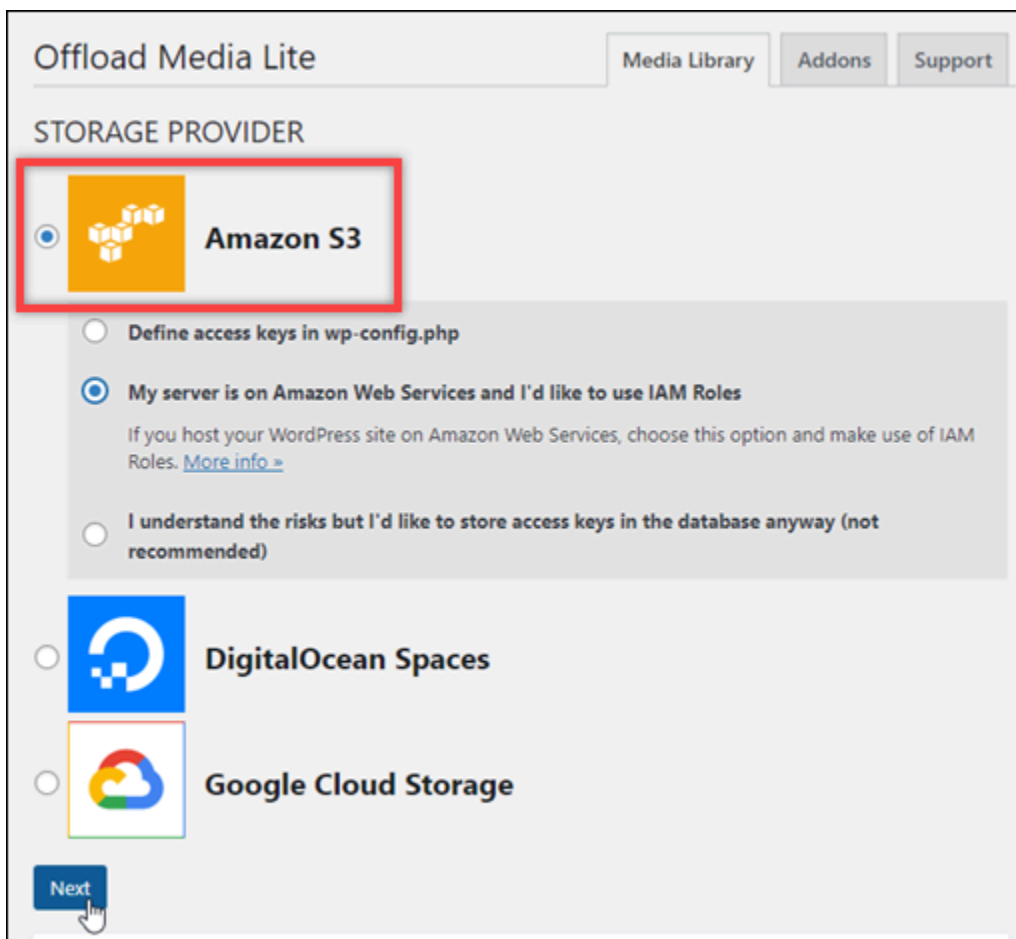 Offload Media Lite
Media Library
Addons
Support
STORAGE PROVIDER
Amazon S3
Define access keys in wp-config.php
My server is on Amazon Web Services and I'd like to use IAM Roles
If you host your WordPress site on Amazon Web Services, choose this option and make use of IAM
Roles. More info »
I understand the risks but I'd like to store access keys in the database anyway (not
recommended)
DigitalOcean Spaces
Google Cloud Storage
Next